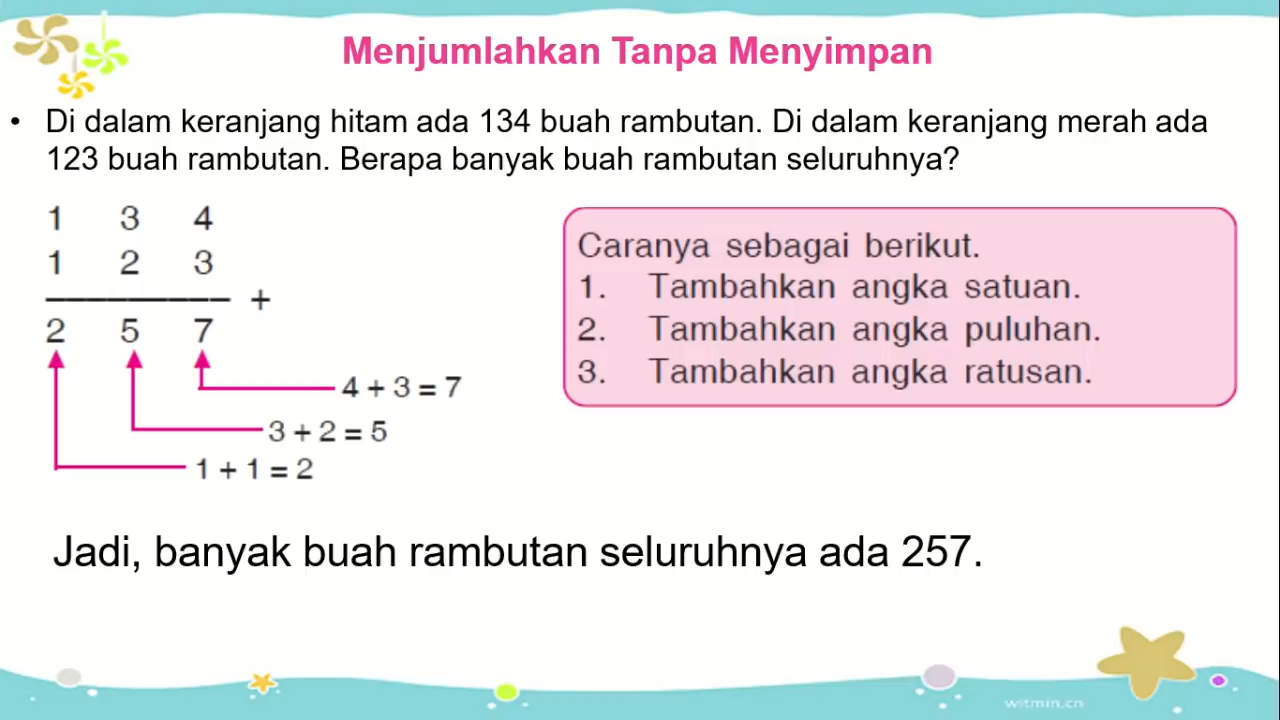 Menjumlahkan Tanpa Menyimpan
• Di dalam keranjang hitam ada 134 buah rambutan. Di dalam keranjang merah ada
123 buah rambutan. Berapa banyak buah rambutan seluruhnya?
1 3 4
1 2 3
+
2 5 7
4 + 3 = 7
3 + 2 = 5
1 + 1 = 2
Caranya sebagai berikut.
1. Tambahkan angka satuan.
2. Tambahkan angka puluhan.
3. Tambahkan angka ratusan.
Jadi, banyak buah rambutan seluruhnya ada 257.
witmin.cn